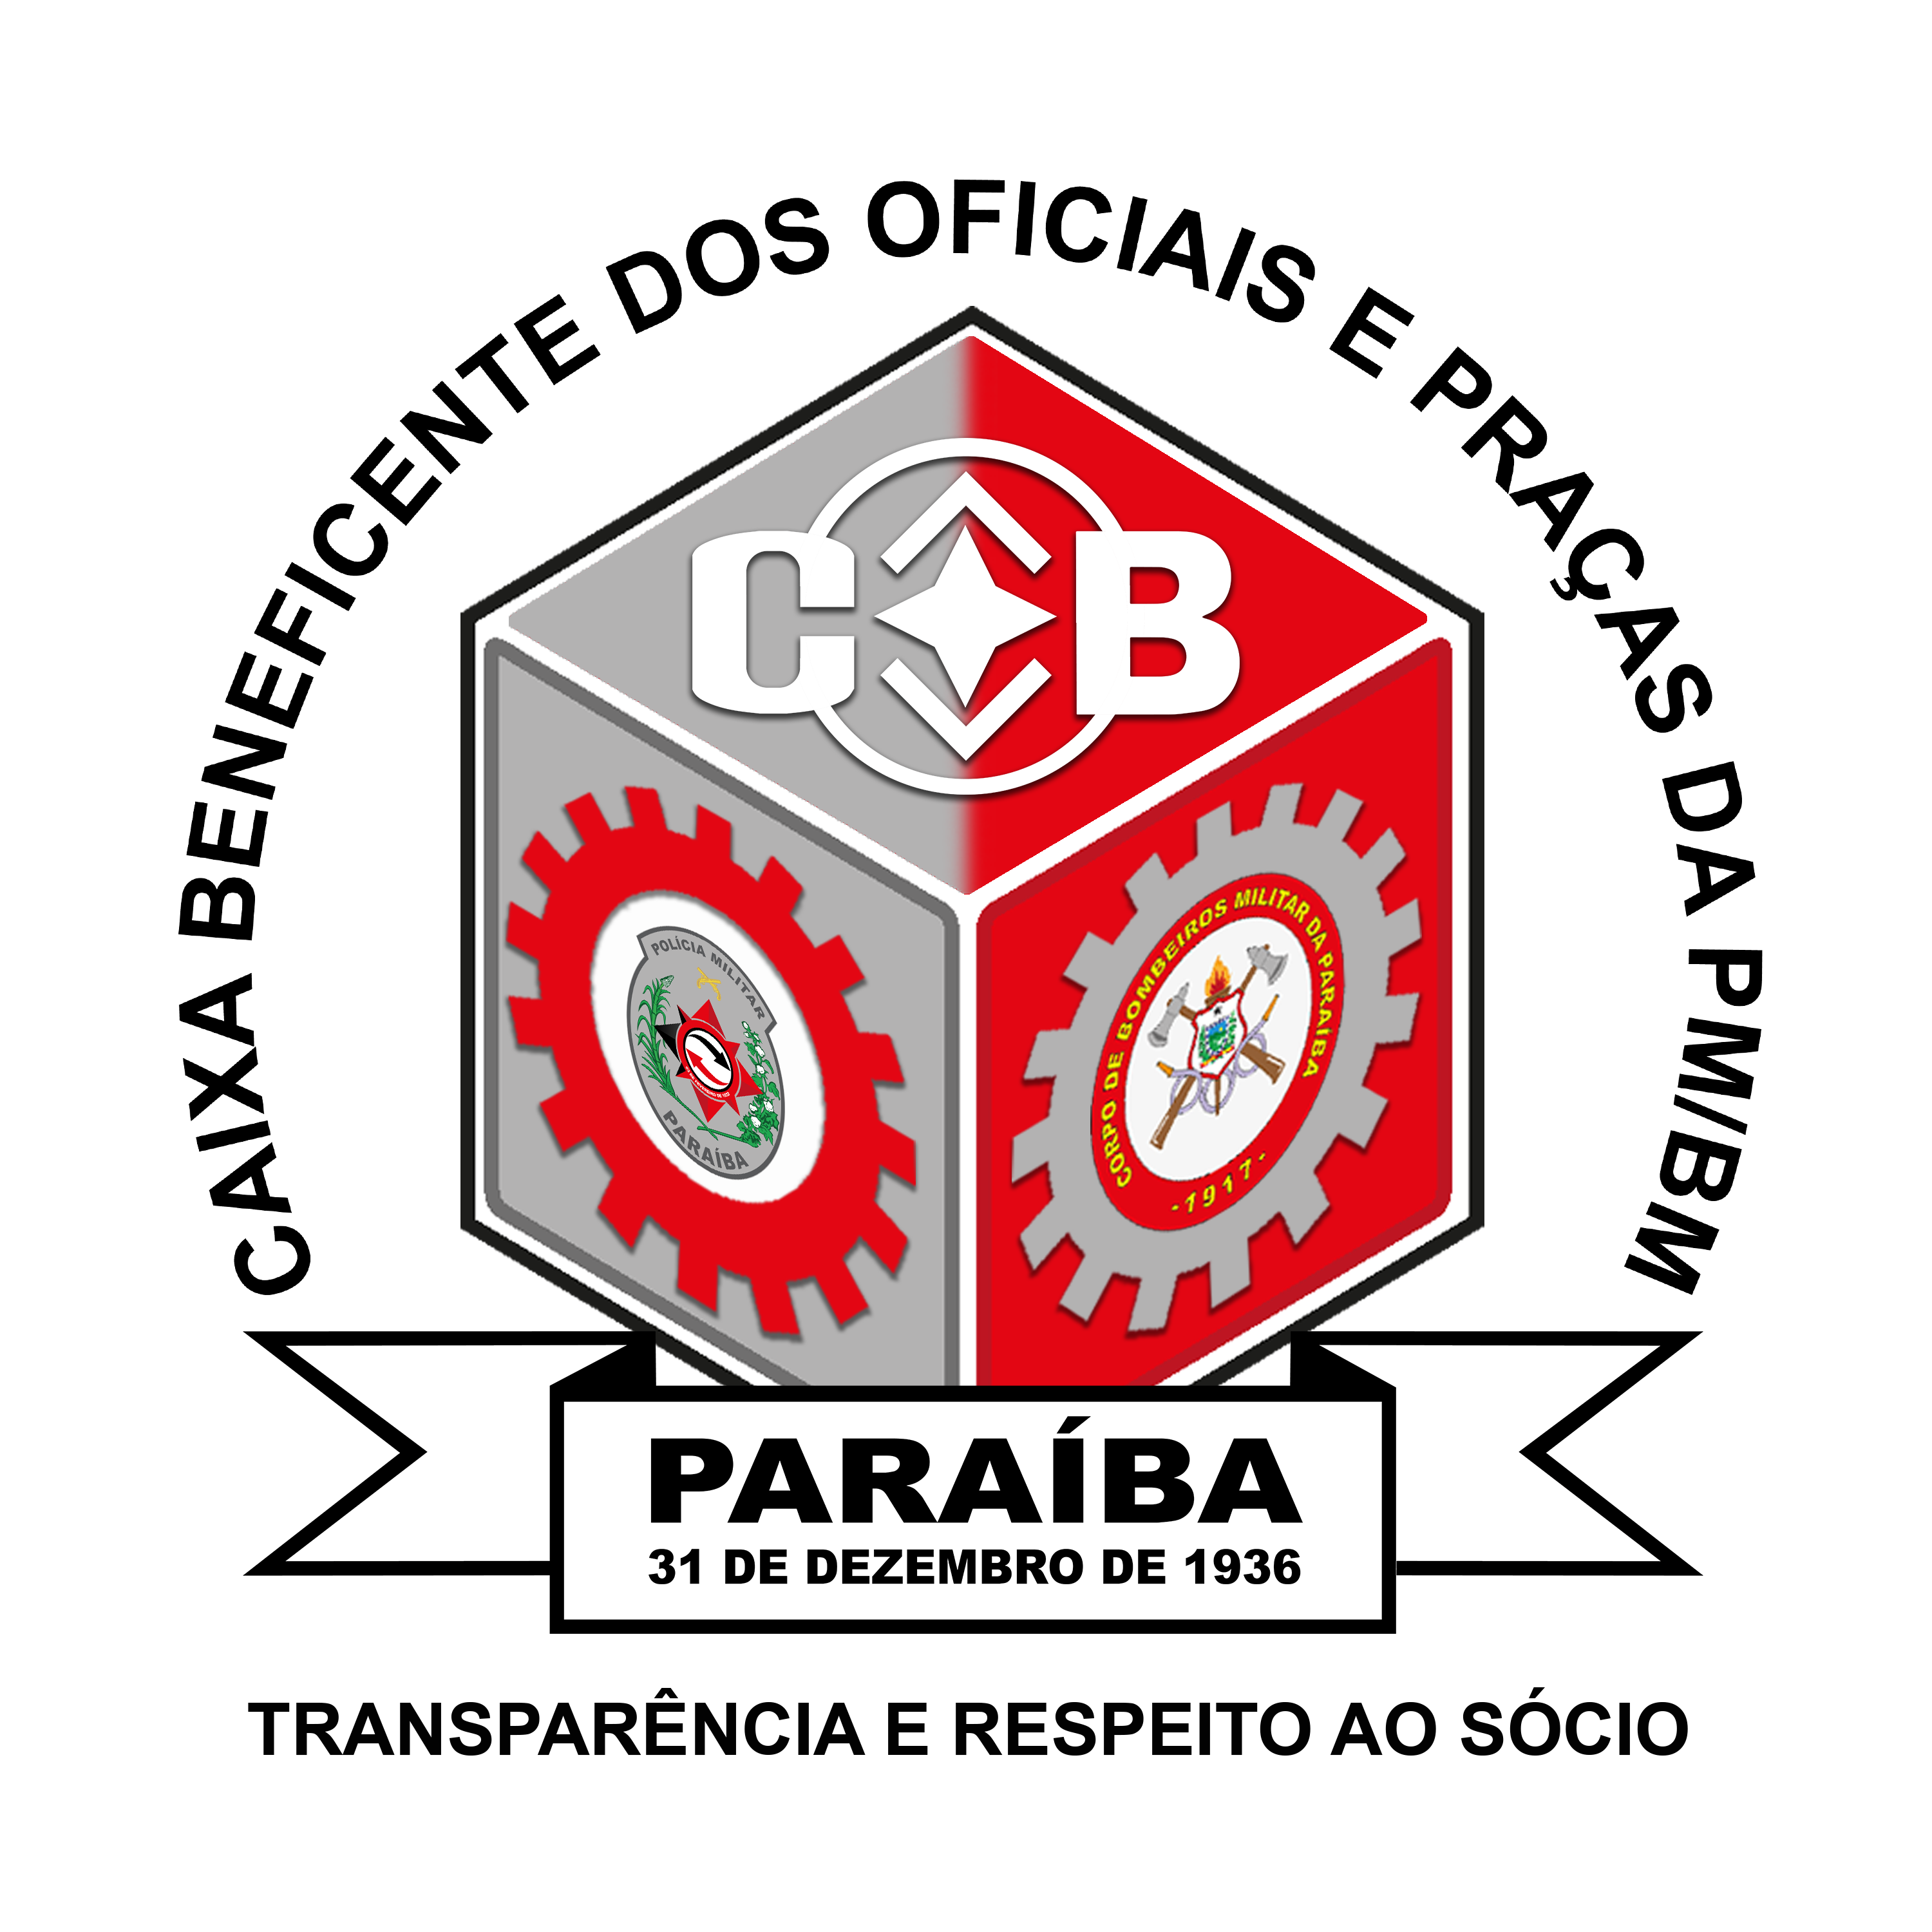 CAIXA BENEFICENTE DOS OFICIAIS E PRAÇAS DA PM/BM
CB
POLÍCIA MILITAR
PARAÍBA
CORPO DE BOMBEIROS MILITAR DA PARAÍBA
-1917-
PARAÍBA
31 DE DEZEMBRO DE 1936
TRANSPARÊNCIA E RESPEITO AO SÓCIO